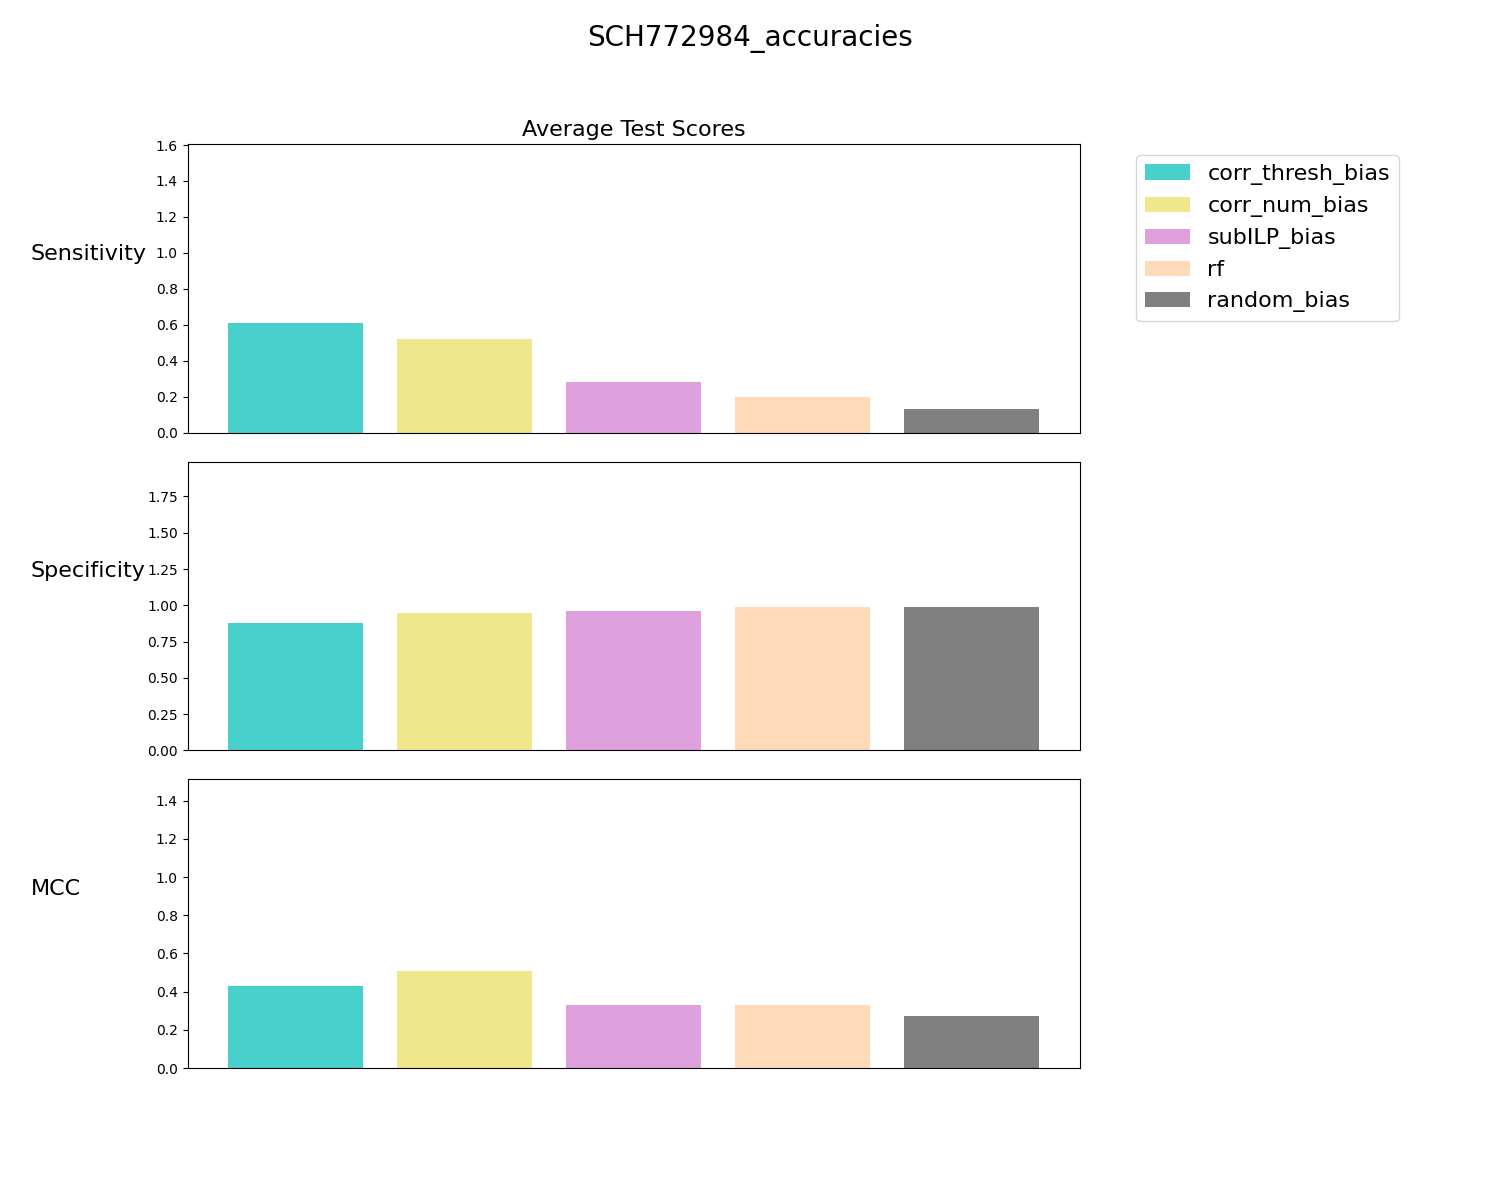 SCH772984_accuracies
Average Test Scores
Sensitivity
1.6
1.4
1.2
1.0
0.8
0.6
0.4
0.2
0.0
corr_thresh_bias
corr_num_bias
subILP_bias
rf
random_bias
Specificity
1.75
1.50
1.25
1.00
0.75
0.50
0.25
0.00
MCC
1.4
1.2
1.0
0.8
0.6
0.4
0.2
0.0